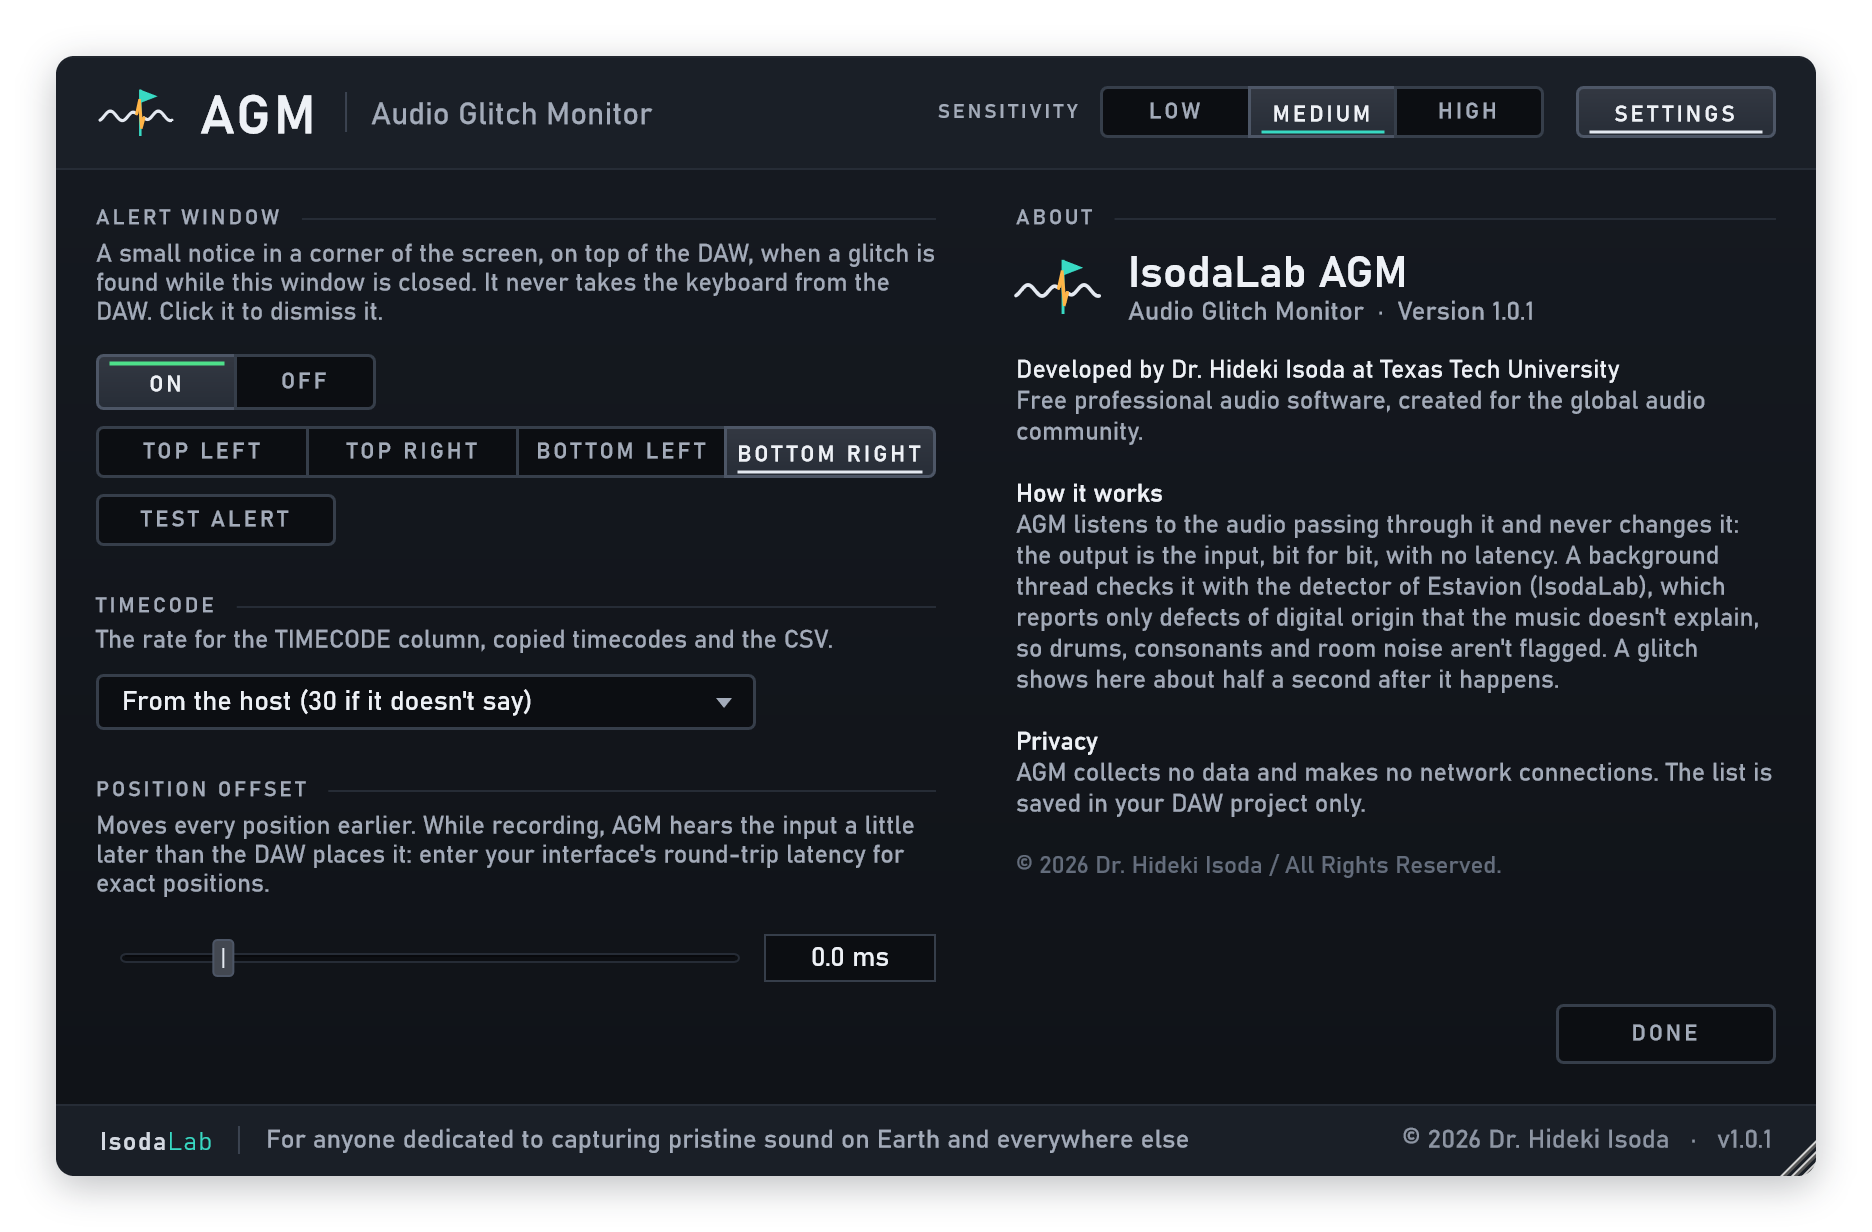 AGM
Audio Glitch Monitor
SENSITIVITY
LOW
MEDIUM
HIGH
SETTINGS
ALERT WINDOW
A small notice in a corner of the screen, on top of the DAW, when a glitch is
found while this window is closed. It never takes the keyboard from the
DAW. Click it to dismiss it.
ON
OFF
TOP LEFT
TOP RIGHT
BOTTOM LEFT
BOTTOM RIGHT
TEST ALERT
TIMECODE
The rate for the TIMECODE column, copied timecodes and the CSV.
From the host (30 if it doesn't say)
POSITION OFFSET
Moves every position earlier. While recording, AGM hears the input a little
later than the DAW places it: enter your interface's round-trip latency for
exact positions.
0.0 ms
ABOUT
IsodaLab AGM
Audio Glitch Monitor · Version 1.0.1
Developed by Dr. Hideki Isoda at Texas Tech University
Free professional audio software, created for the global audio
community.
How it works
AGM listens to the audio passing through it and never changes it:
the output is the input, bit for bit, with no latency. A background
thread checks it with the detector of Estavion (IsodaLab), which
reports only defects of digital origin that the music doesn't explain,
so drums, consonants and room noise aren't flagged. A glitch
shows here about half a second after it happens.
Privacy
AGM collects no data and makes no network connections. The list is
saved in your DAW project only.
© 2026 Dr. Hideki Isoda / All Rights Reserved.
DONE
IsodaLab
For anyone dedicated to capturing pristine sound on Earth and everywhere else
© 2026 Dr. Hideki Isoda · v1.0.1